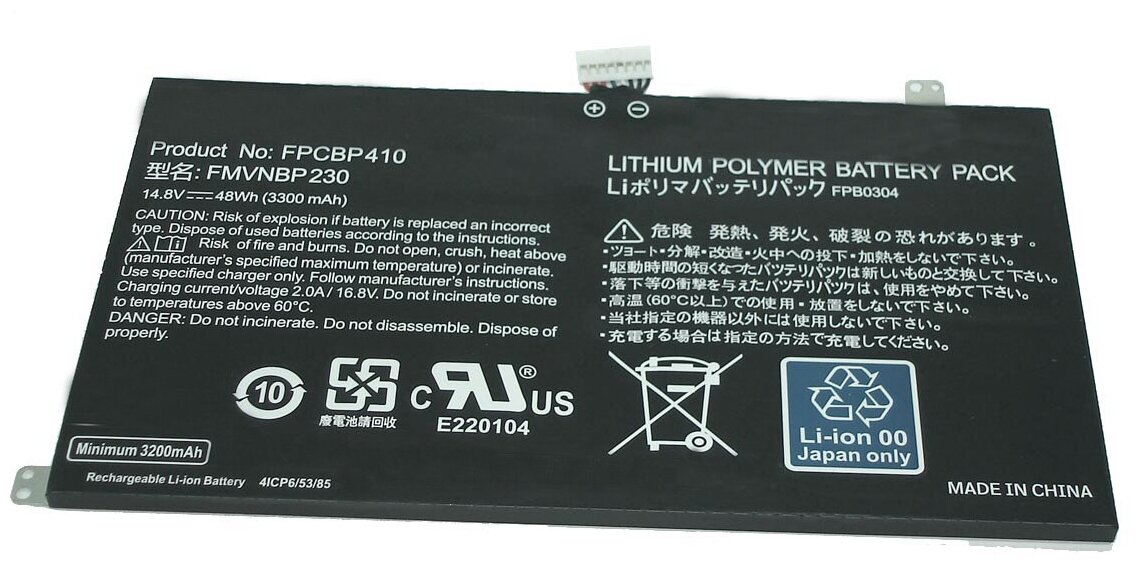 Product No: FPCBP410
型名: FMVNBP230
14.8V⎓48Wh (3300 mAh)
CAUTION: Risk of explosion if battery is replaced an incorrect
type. Dispose of used batteries according to the instructions.
Risk of fire and burns. Do not open, crush, heat above
(manufacturer's specified maximum temperature) or incinerate.
Use specified charger only. Follow manufacturer's instructions.
Charging current/voltage 2.0A / 16.8V. Do not incinerate or store
to temperatures above 60°C.
DANGER: Do not incinerate. Do not disassemble. Dispose of
properly.
10
廢電池請回收
c RU ® US
E220104
Minimum 3200mAh
Rechargeable Li-ion Battery 4ICP6/53/85
+ −
LITHIUM POLYMER BATTERY PACK
Liポリマバッテリパック FPB0304
危険 発熱、発火、破裂の恐れがあります。
・ショート・分解・改造・火中への投下・加熱をしないで下さい。
・駆動時間の短くなったバッテリパックは新しいものと交換して下さい。
・落下等の衝撃を与えたバッテリパックは、使用をやめて下さい。
・高温(60°C以上)での使用・放置をしないで下さい。
・当社指定の機器以外には使用しないで下さい。
・充電する場合は指定の方法で充電してください。
Li-ion 00
Japan only
MADE IN CHINA